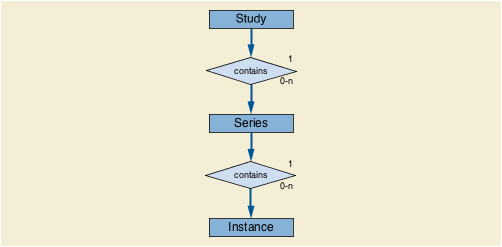 Study
1
contains
0-n
Series
1
contains
0-n
Instance